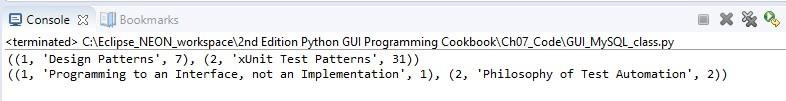 Console Bookmarks
<terminated> C:\Eclipse_NEON_workspace\2nd Edition Python GUI Programming Cookbook\Ch07_Code\GUI_MySQL_class.py
((1, 'Design Patterns', 7), (2, 'xUnit Test Patterns', 31))
((1, 'Programming to an Interface, not an Implementation', 1), (2, 'Philosophy of Test Automation', 2))